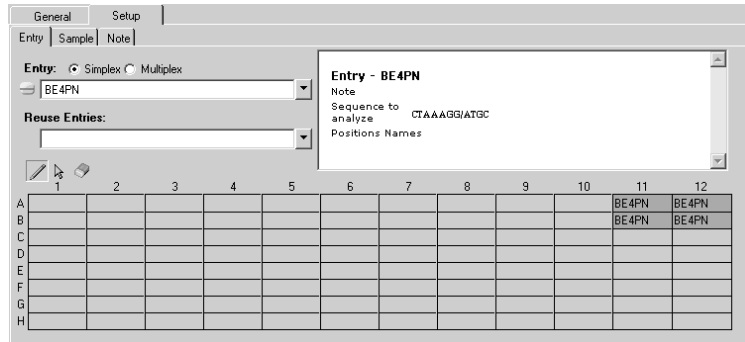 General Setup
Entry Sample Note
Entry: Simplex Multiplex
BE4PN
Reuse Entries:
Entry - BE4PN
Note
Sequence to analyze CTAAAGG/ATGC
Positions Names
1 2 3 4 5 6 7 8 9 10 11 12
A BE4PN BE4PN
B BE4PN BE4PN
C
D
E
F
G
H